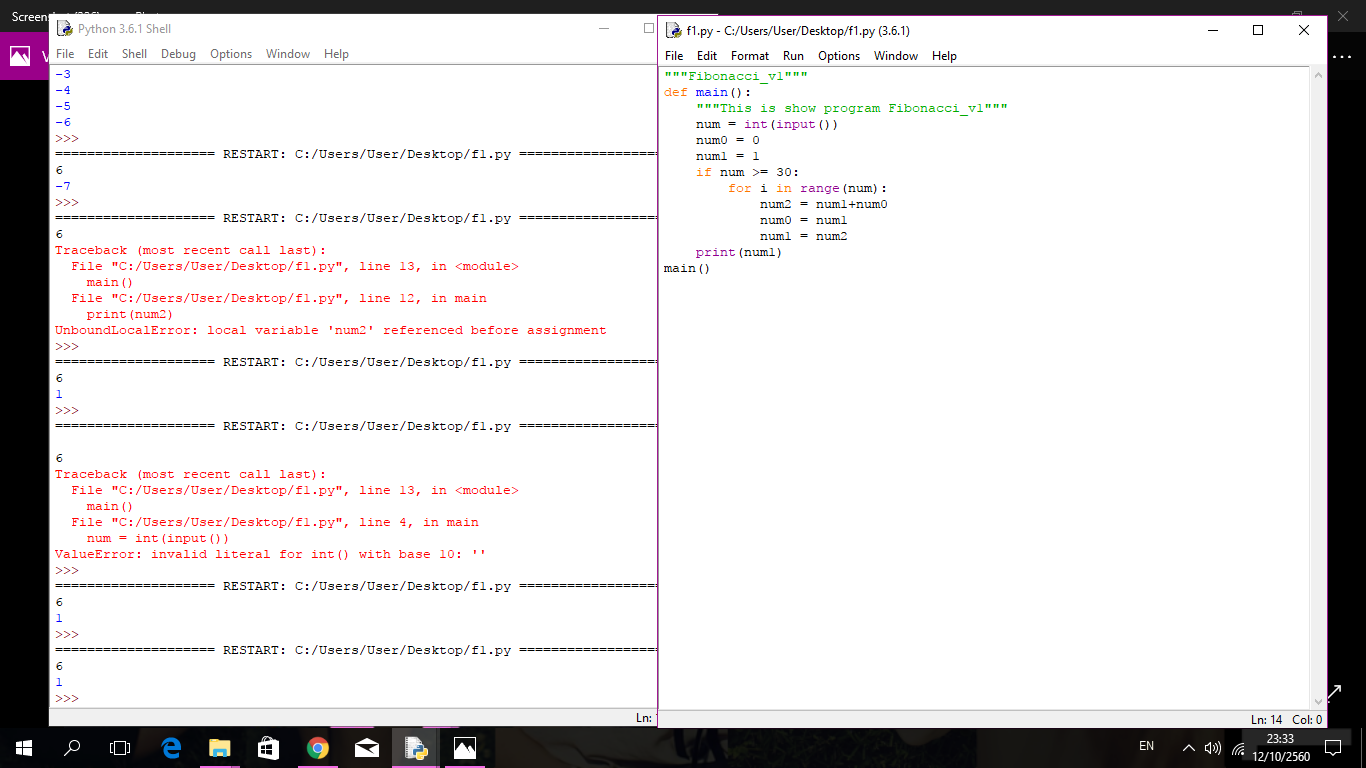 Screenshot
Python 3.6.1 Shell
File Edit Shell Debug Options Window Help
-3
-4
-5
-6
>>>
==================== RESTART: C:/Users/User/Desktop/f1.py ==================
6
-7
>>>
==================== RESTART: C:/Users/User/Desktop/f1.py ==================
6
Traceback (most recent call last):
  File "C:/Users/User/Desktop/f1.py", line 13, in <module>
    main()
  File "C:/Users/User/Desktop/f1.py", line 12, in main
    print(num2)
UnboundLocalError: local variable 'num2' referenced before assignment
>>>
==================== RESTART: C:/Users/User/Desktop/f1.py ==================
6
1
>>>
==================== RESTART: C:/Users/User/Desktop/f1.py ==================
6
Traceback (most recent call last):
  File "C:/Users/User/Desktop/f1.py", line 13, in <module>
    main()
  File "C:/Users/User/Desktop/f1.py", line 4, in main
    num = int(input())
ValueError: invalid literal for int() with base 10: ''
>>>
==================== RESTART: C:/Users/User/Desktop/f1.py ==================
6
1
>>>
==================== RESTART: C:/Users/User/Desktop/f1.py ==================
6
1
>>>
Ln:
f1.py - C:/Users/User/Desktop/f1.py (3.6.1)
File Edit Format Run Options Window Help
"""Fibonacci_v1"""
def main():
    """This is show program Fibonacci_v1"""
    num = int(input())
    num0 = 0
    num1 = 1
    if num >= 30:
        for i in range(num):
            num2 = num1+num0
            num0 = num1
            num1 = num2
    print(num1)
main()
Ln: 14 Col: 0
EN
23:33
12/10/2560